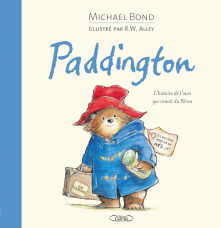 MICHAEL BOND
ILLUSTRÉ PAR R.W. ALLEY
Paddington
L'histoire de l'ours
qui venait du Pérou